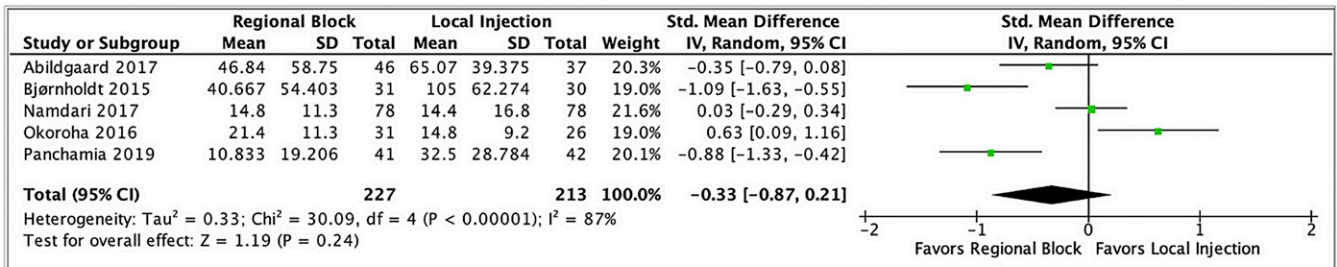 Regional Block Local Injection Std. Mean Difference Std. Mean Difference
Study or Subgroup Mean SD Total Mean SD Total Weight IV, Random, 95% CI IV, Random, 95% CI
Abildgaard 2017 46.84 58.75 46 65.07 39.375 37 20.3% -0.35 [-0.79, 0.08]
Bjørnholdt 2015 40.667 54.403 31 105 62.274 30 19.0% -1.09 [-1.63, -0.55]
Namdari 2017 14.8 11.3 78 14.4 16.8 78 21.6% 0.03 [-0.29, 0.34]
Okoroha 2016 21.4 11.3 31 14.8 9.2 26 19.0% 0.63 [0.09, 1.16]
Panchamia 2019 10.833 19.206 41 32.5 28.784 42 20.1% -0.88 [-1.33, -0.42]
Total (95% CI) 227 213 100.0% -0.33 [-0.87, 0.21]
Heterogeneity: Tau² = 0.33; Chi² = 30.09, df = 4 (P < 0.00001); I² = 87%
Test for overall effect: Z = 1.19 (P = 0.24)
-2 -1 0 1 2
Favors Regional Block Favors Local Injection